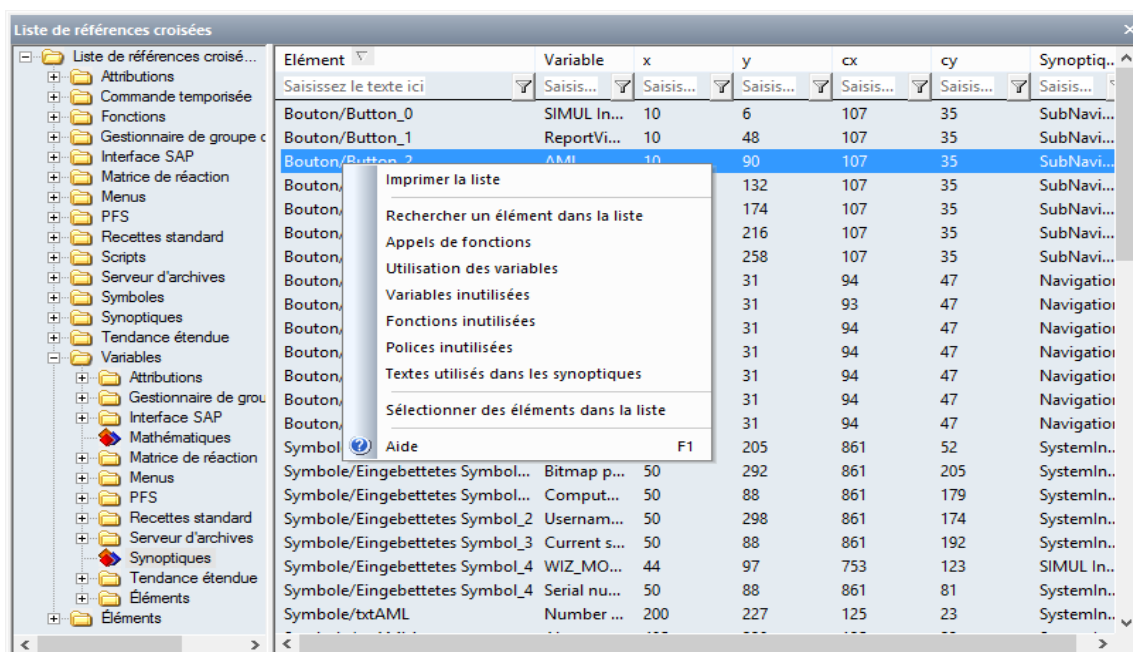 Liste de références croisées
Liste de références croisé...
Attributions
Commande temporisée
Fonctions
Gestionnaire de groupe
Interface SAP
Matrice de réaction
Menus
PFS
Recettes standard
Scripts
Serveur d'archives
Symboles
Synoptiques
Tendance étendue
Variables
Attributions
Gestionnaire de grou
Interface SAP
Mathématiques
Matrice de réaction
Menus
PFS
Recettes standard
Serveur d'archives
Synoptiques
Tendance étendue
Éléments
Éléments
Elément Variable x y cx cy Synoptiq..
Saisissez le texte ici Saisis... Saisis... Saisis... Saisis... Saisis... Saisis...
Bouton/Button_0 SIMUL In... 10 6 107 35 SubNavi...
Bouton/Button_1 ReportVi... 10 48 107 35 SubNavi...
Bouton/Button_2 AML 10 90 107 35 SubNavi...
Bouton/ 132 107 35 SubNavi...
Bouton/ 174 107 35 SubNavi...
Bouton/ 216 107 35 SubNavi...
Bouton/ 258 107 35 SubNavi...
Bouton/ 31 94 47 Navigation
Bouton/ 31 93 47 Navigation
Bouton/ 31 94 47 Navigation
Bouton/ 31 94 47 Navigation
Bouton/ 31 94 47 Navigation
Bouton/ 31 94 47 Navigation
Bouton/ 31 94 47 Navigation
Symbol 205 861 52 SystemIn..
Symbole/Eingebettetes Symbol... Bitmap p... 50 292 861 205 SystemIn..
Symbole/Eingebettetes Symbol... Comput... 50 88 861 179 SystemIn..
Symbole/Eingebettetes Symbol_2 Usernam... 50 298 861 174 SystemIn..
Symbole/Eingebettetes Symbol_3 Current s... 50 88 861 192 SystemIn..
Symbole/Eingebettetes Symbol_4 WIZ_MO... 44 97 753 123 SIMUL In...
Symbole/Eingebettetes Symbol_4 Serial nu... 50 88 861 81 SystemIn..
Symbole/txtAML Number ... 200 227 125 23 SystemIn..
Imprimer la liste
Rechercher un élément dans la liste
Appels de fonctions
Utilisation des variables
Variables inutilisées
Fonctions inutilisées
Polices inutilisées
Textes utilisés dans les synoptiques
Sélectionner des éléments dans la liste
Aide F1